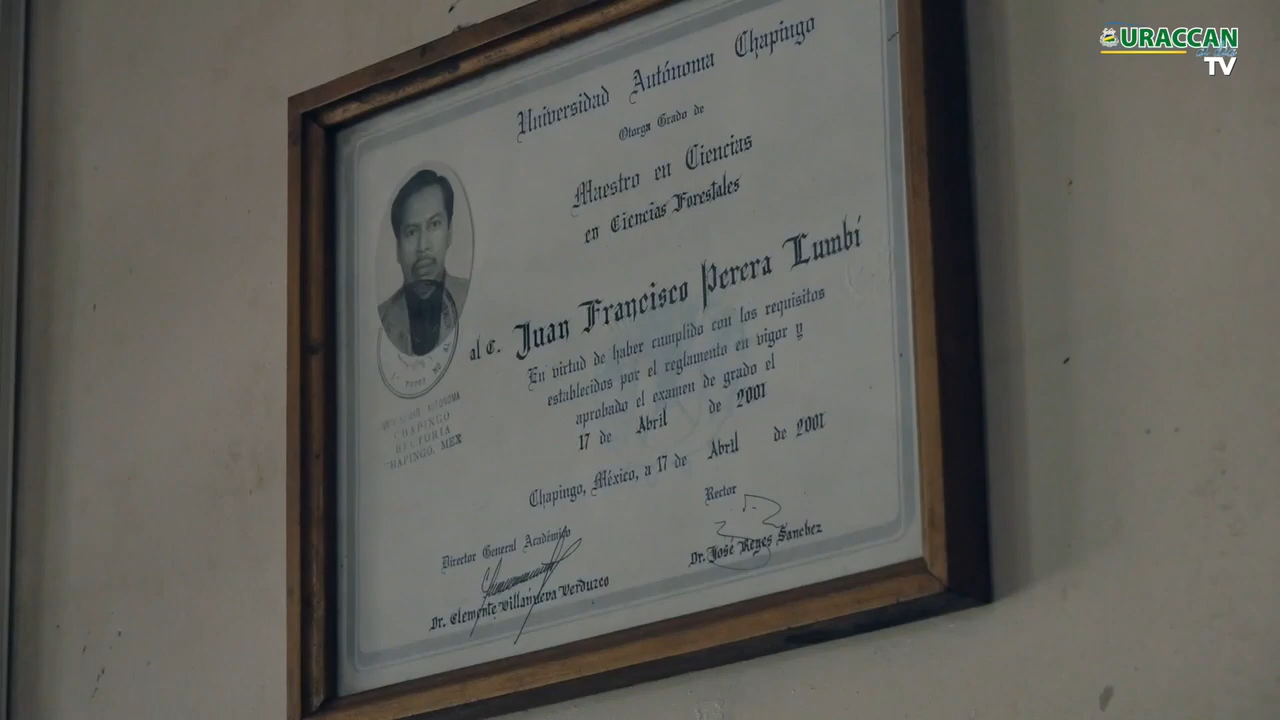 URACCAN
TV
Universidad Autónoma Chapingo
Otorga Grado de
Maestro en Ciencias
en Ciencias Forestales
al C. Juan Francisco Perera Lumbi
En virtud de haber cumplido con los requisitos
establecidos por el reglamento en vigor y
aprobado el examen de grado el
17 de Abril de 2001
Chapingo, México, a 17 de Abril de 2001
AUTONOMA
CHAPINGO
RECTORIA
CHAPINGO, MEX
Director General Académico
Dr. Clemente Villanueva Verduzco
Rector
Dr. José Reyes Sanchez